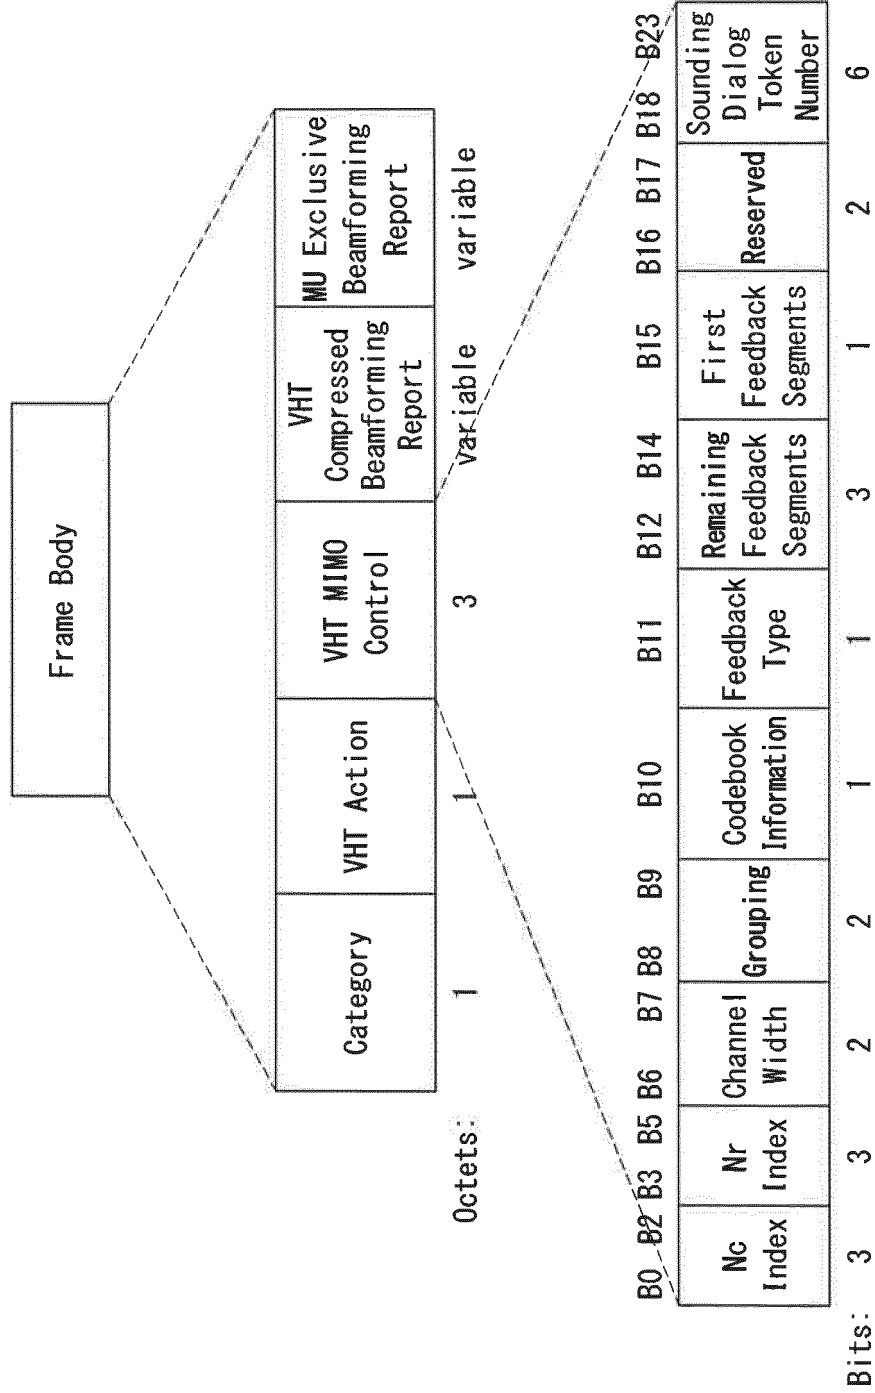 Frame Body
Category
VHT Action
VHT MIMO
Control
VHT
Compressed
Beamforming
Report
MU Exclusive
Beamforming
Report
Octets: 1 1 3 variable variable
B0 B2 B3 B5 B6 B7 B8 B9 B10 B11 B12 B14 B15 B16 B17 B18 B23
Nc
Index
Nr
Index
Channel
Width
Grouping
Codebook
Information
Feedback
Type
Remaining
Feedback
Segments
First
Feedback
Segments
Reserved
Sounding
Dialog
Token
Number
Bits: 3 3 2 2 1 1 3 1 2 6